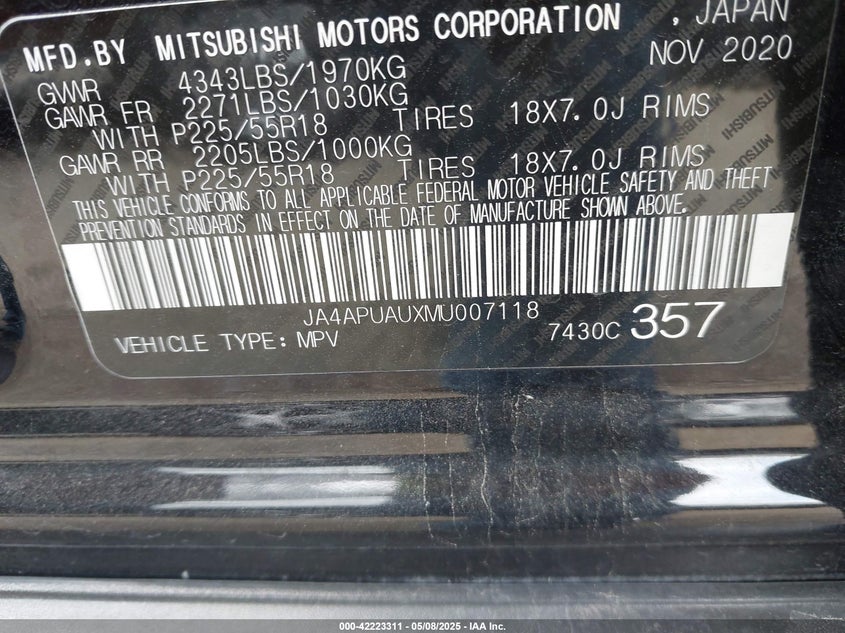 MFD.BY MITSUBISHI MOTORS CORPORATION , JAPAN
NOV 2020
GVWR 4343LBS/1970KG
GAWR FR 2271LBS/1030KG
WITH P225/55R18 TIRES 18X7.0J RIMS
GAWR RR 2205LBS/1000KG
WITH P225/55R18 TIRES 18X7.0J RIMS
THIS VEHICLE CONFORMS TO ALL APPLICABLE FEDERAL MOTOR VEHICLE SAFETY AND THEFT
PREVENTION STANDARDS IN EFFECT ON THE DATE OF MANUFACTURE SHOWN ABOVE.
JA4APUAUXMU007118
VEHICLE TYPE: MPV 7430C 357
000-42223311 - 05/08/2025 - IAA Inc.